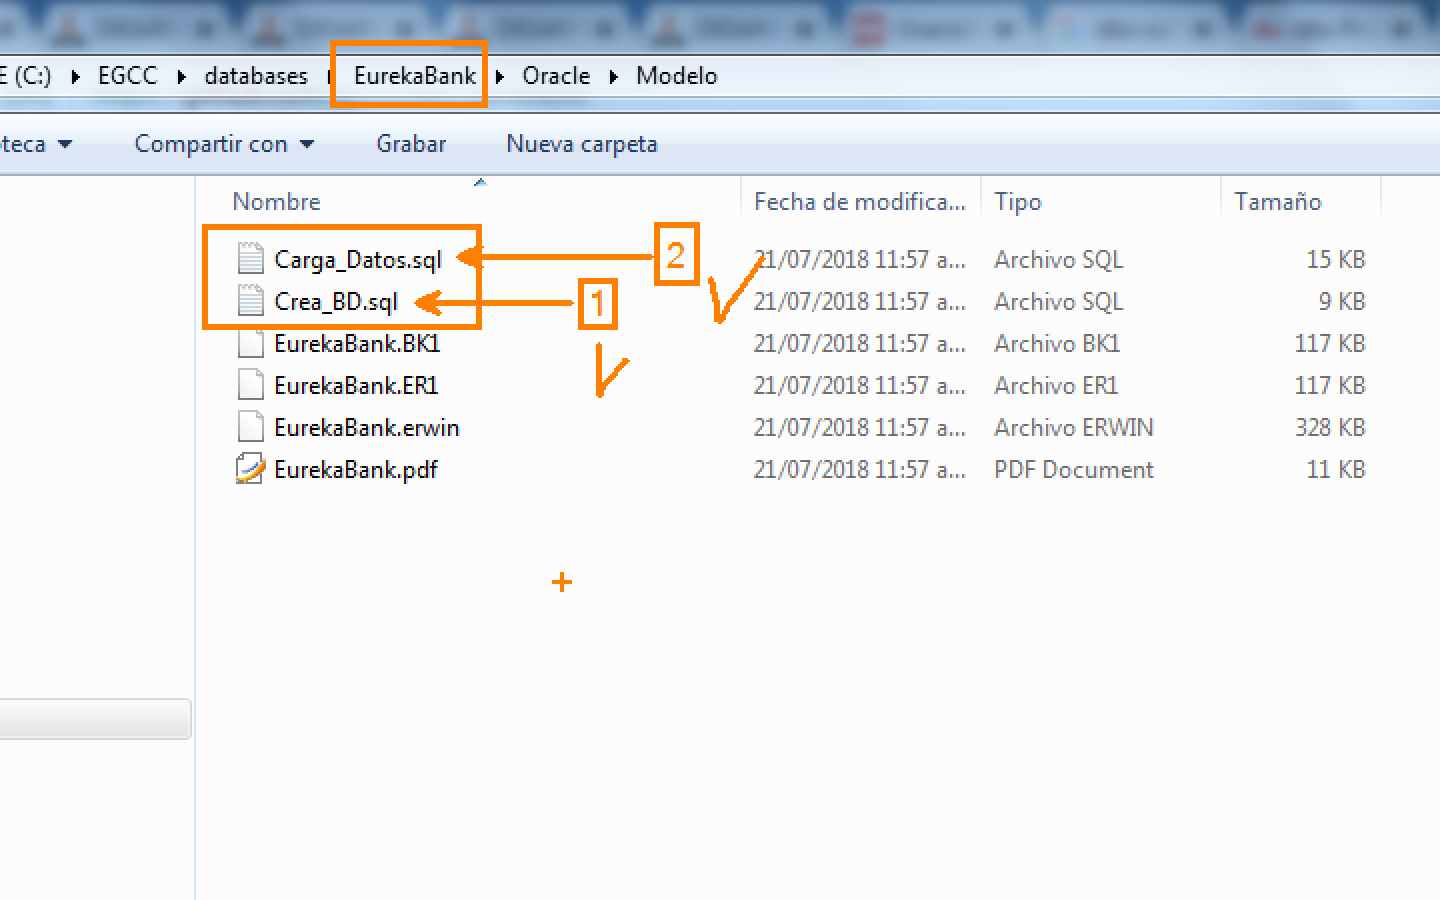 E (C:) EGCC databases EurekaBank Oracle Modelo
teca Compartir con Grabar Nueva carpeta
Nombre Fecha de modifica... Tipo Tamaño
Carga_Datos.sql 2 21/07/2018 11:57 a... Archivo SQL 15 KB
Crea_BD.sql 1 21/07/2018 11:57 a... Archivo SQL 9 KB
EurekaBank.BK1 21/07/2018 11:57 a... Archivo BK1 117 KB
EurekaBank.ER1 21/07/2018 11:57 a... Archivo ER1 117 KB
EurekaBank.erwin 21/07/2018 11:57 a... Archivo ERWIN 328 KB
EurekaBank.pdf 21/07/2018 11:57 a... PDF Document 11 KB